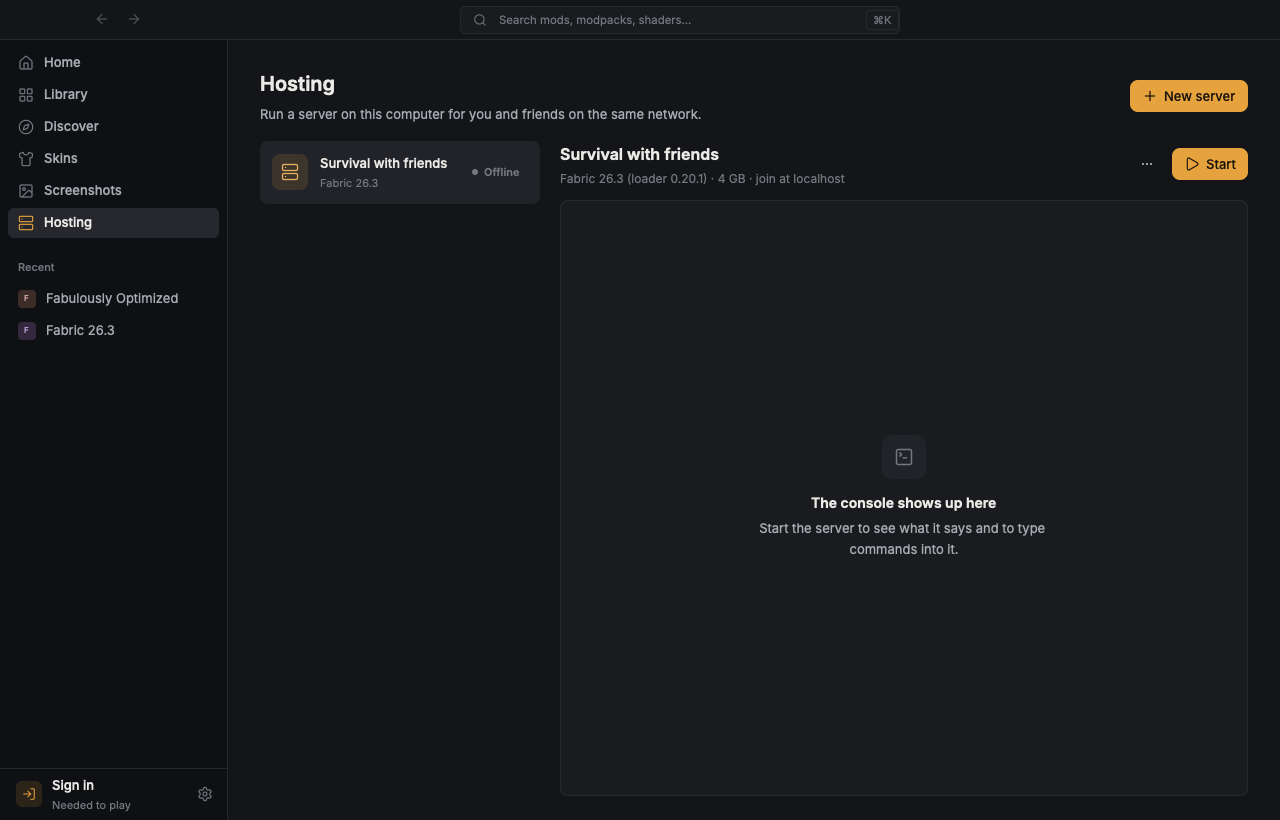 Search mods, modpacks, shaders...
⌘K
Home
Library
Discover
Skins
Screenshots
Hosting
Recent
F
Fabulously Optimized
F
Fabric 26.3
Sign in
Needed to play
Hosting
Run a server on this computer for you and friends on the same network.
New server
Survival with friends
Fabric 26.3
Offline
Survival with friends
Fabric 26.3 (loader 0.20.1) · 4 GB · join at localhost
Start
The console shows up here
Start the server to see what it says and to type
commands into it.